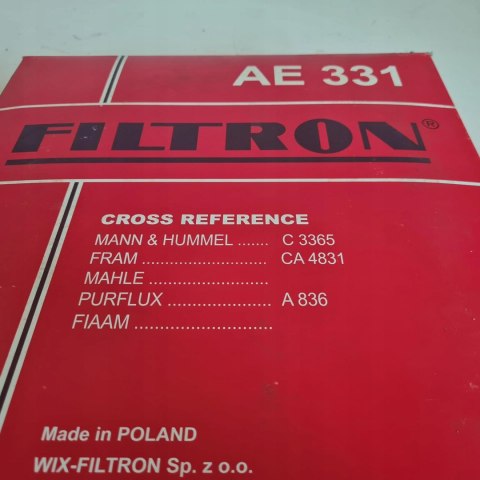 AE 331
FILTRON®
CROSS REFERENCE
MANN & HUMMEL ....... C 3365
FRAM ........................... CA 4831
MAHLE ..........................
PURFLUX ...................... A 836
FIAAM ...........................
Made in POLAND
WIX-FILTRON Sp. z o.o.